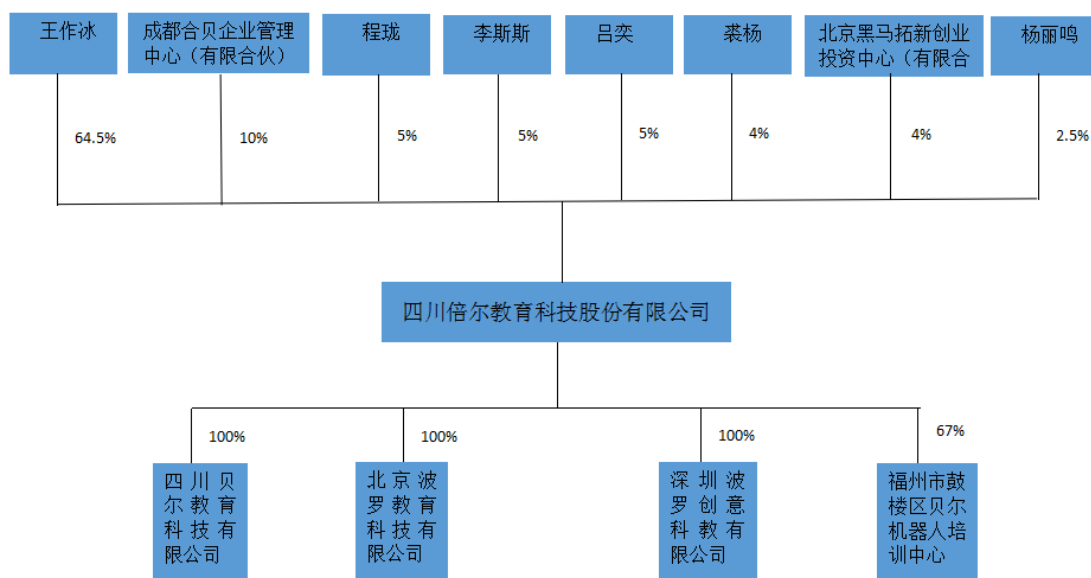 王作冰
成都合贝企业管理
中心（有限合伙）
程珑
李斯斯
吕奕
裘杨
北京黑马拓新创业
投资中心（有限合
杨丽鸣
64.5%
10%
5%
5%
5%
4%
4%
2.5%
四川倍尔教育科技股份有限公司
100%
100%
100%
67%
四川贝
尔教育
科技有
限公司
北京波
罗教育
科技有
限公司
深圳波
罗创意
科教有
限公司
福州市鼓
楼区贝尔
机器人培
训中心